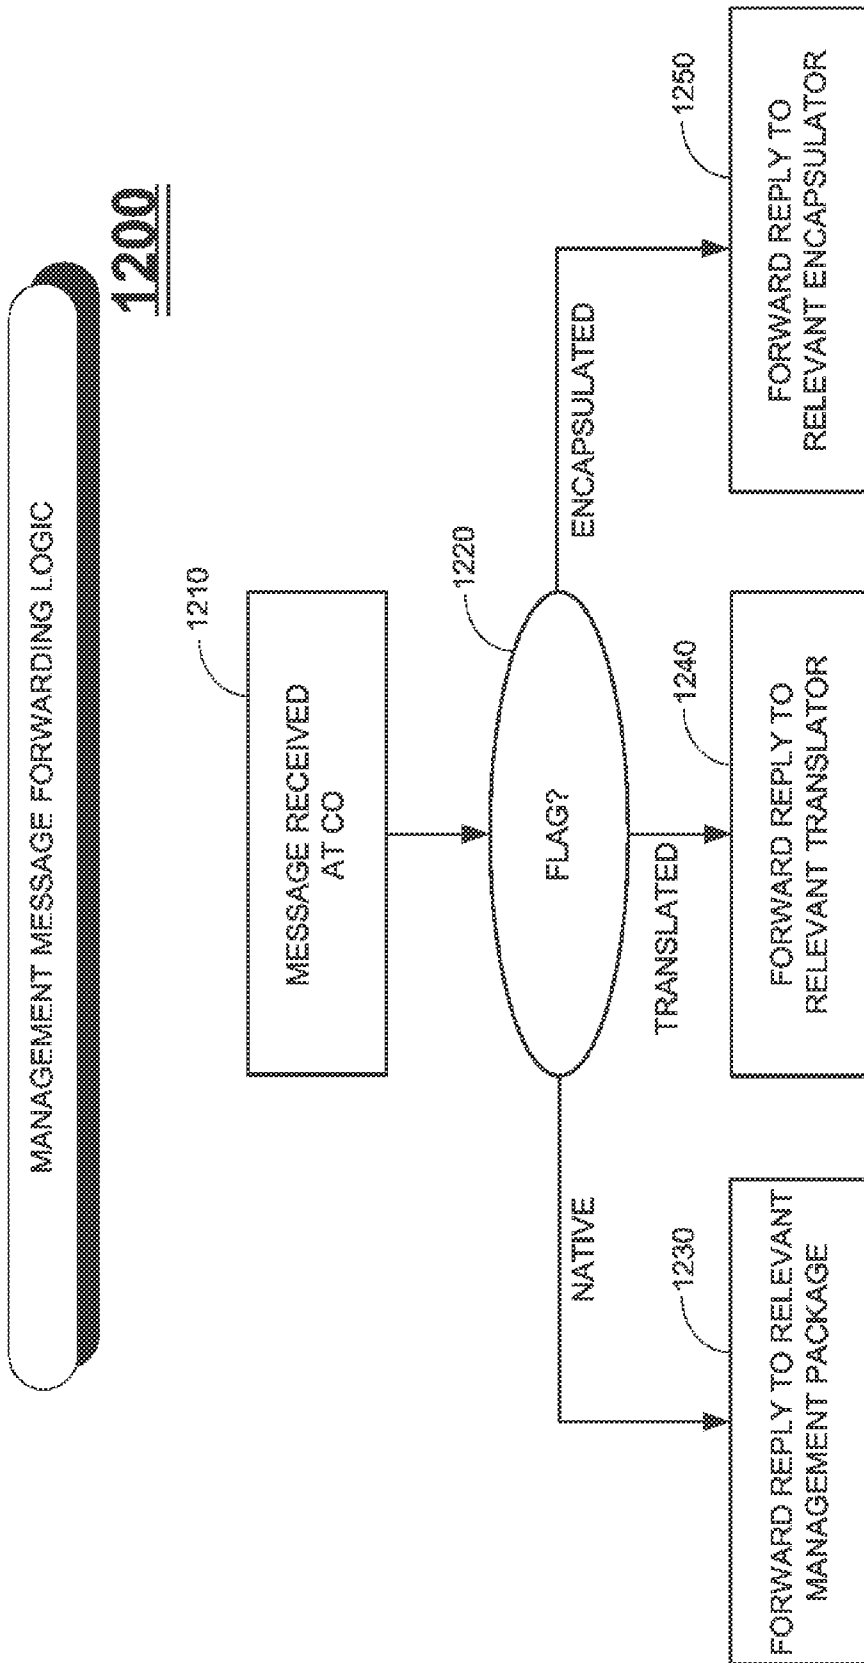 MANAGEMENT MESSAGE FORWARDING LOGIC
1200
1210
MESSAGE RECEIVED
AT CO
1220
FLAG?
NATIVE
TRANSLATED
ENCAPSULATED
1230
FORWARD REPLY TO RELEVANT
MANAGEMENT PACKAGE
1240
FORWARD REPLY TO
RELEVANT TRANSLATOR
1250
FORWARD REPLY TO
RELEVANT ENCAPSULATOR